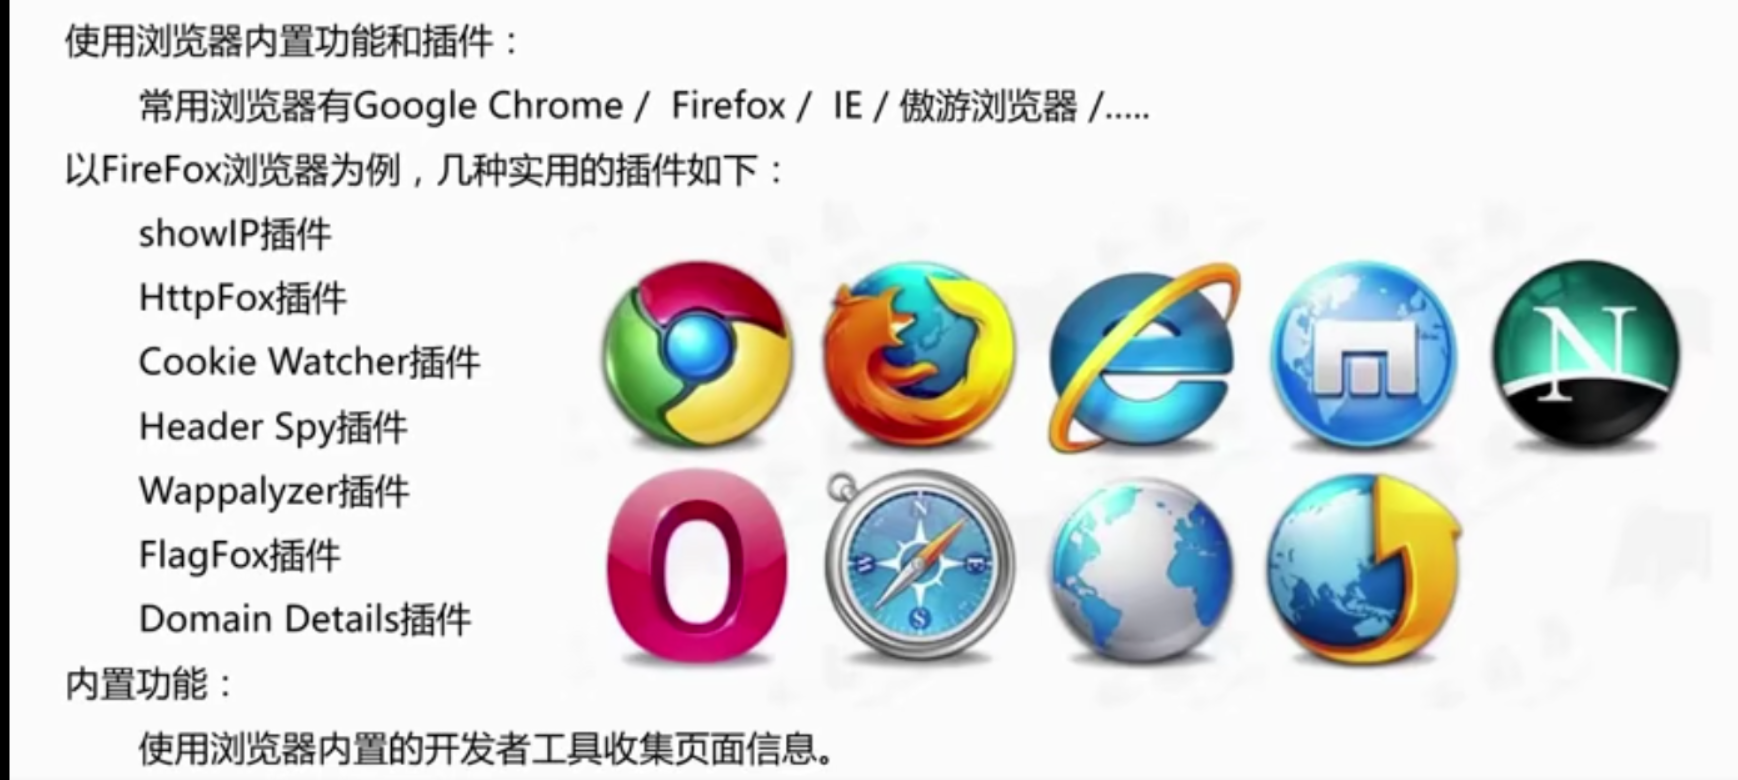 使用浏览器内置功能和插件：
常用浏览器有Google Chrome / Firefox / IE / 傲游浏览器 /.....
以FireFox浏览器为例，几种实用的插件如下：
showIP插件
HttpFox插件
Cookie Watcher插件
Header Spy插件
Wappalyzer插件
FlagFox插件
Domain Details插件
内置功能：
使用浏览器内置的开发者工具收集页面信息。
N
N
W
E
S